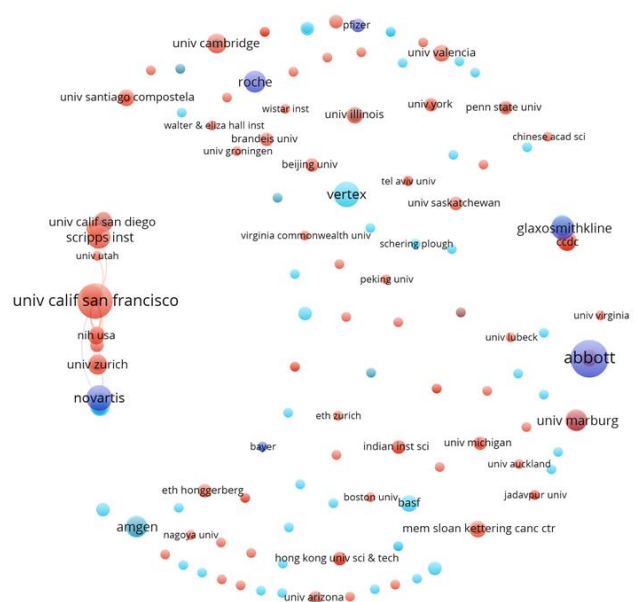 pfizer
univ cambridge
univ valencia
roche
univ santiago compostela
wistar inst
univ york
penn state univ
univ illinois
walter & eliza hall inst
brandeis univ
chinese acad sci
univ groningen
beijing univ
tel aviv univ
vertex
univ saskatchewan
univ calif san diego
scripps inst
virginia commonwealth univ
glaxosmithkline
schering plough
ccdc
univ utah
peking univ
univ calif san francisco
univ virginia
nih usa
univ lubeck
abbott
univ zurich
novartis
eth zurich
univ marburg
bayer
indian inst sci
univ michigan
univ auckland
eth honggerberg
boston univ
basf
jadavpur univ
amgen
nagoya univ
mem sloan kettering canc ctr
hong kong univ sci & tech
univ arizona